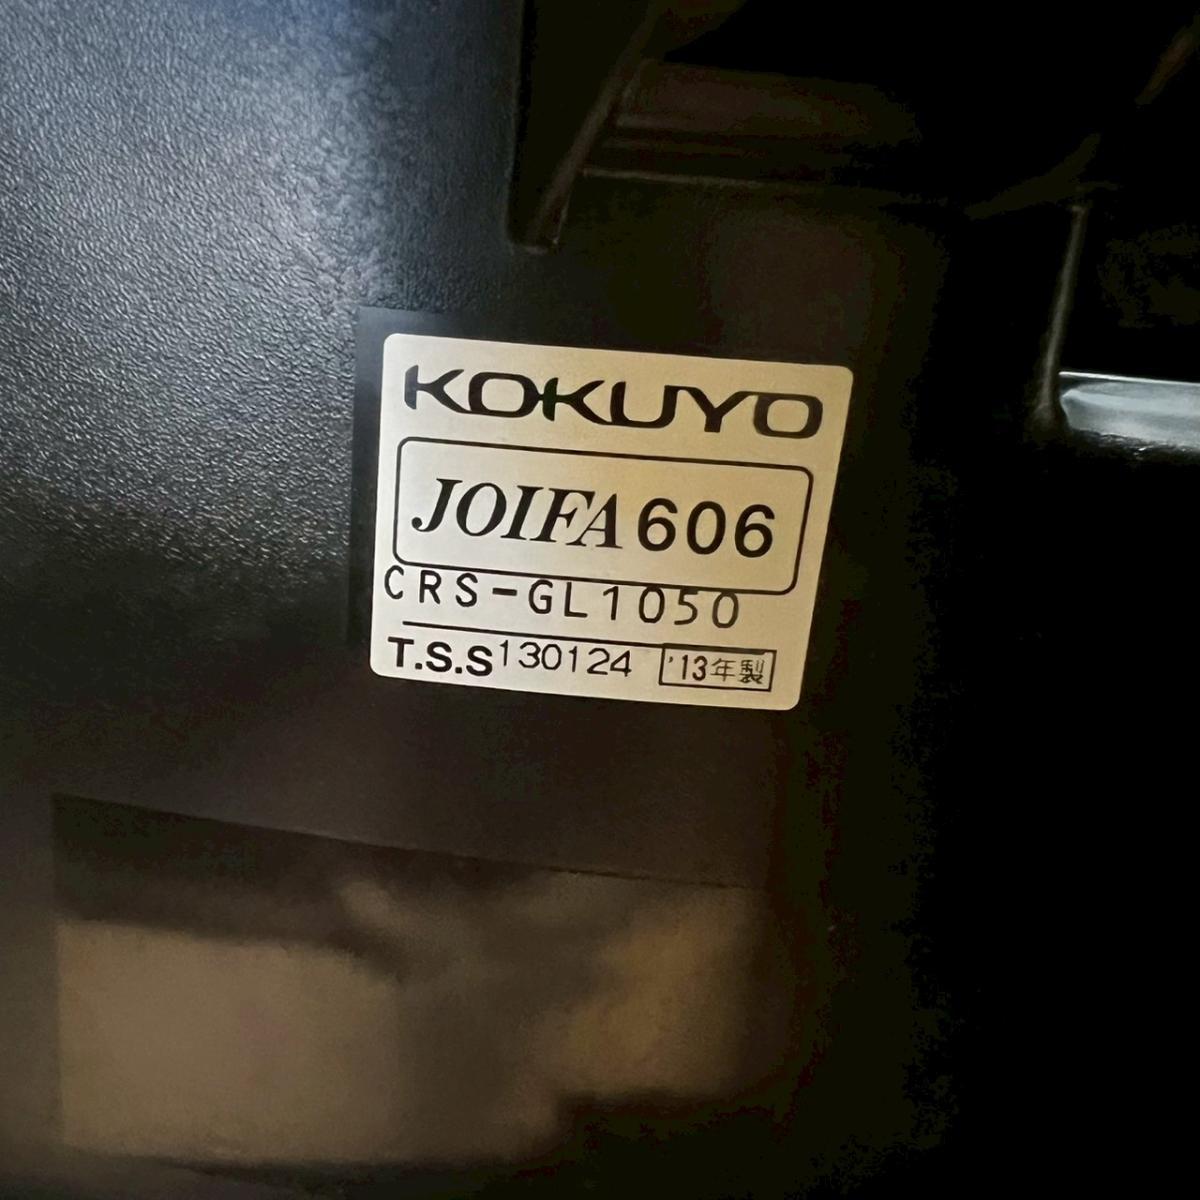 KOKUYO
JOIFA 606
CRS-GL1050
T.S.S 130124 '13年製